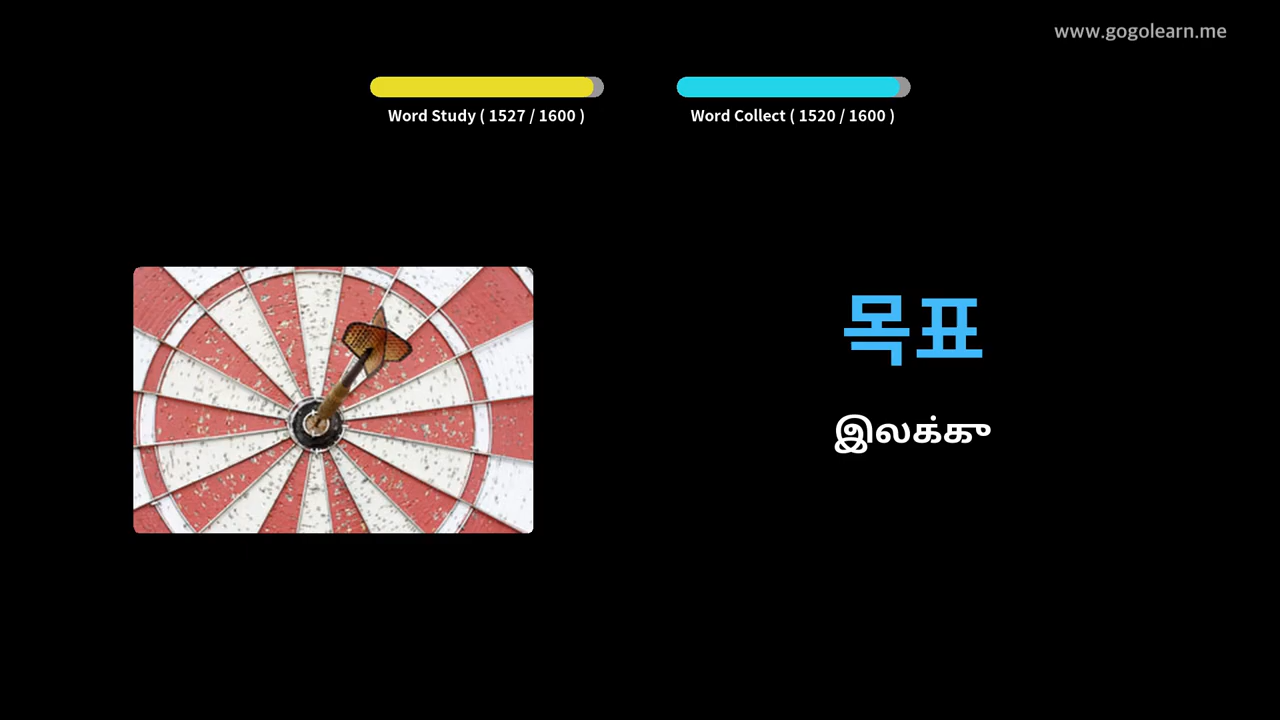 www.gogolearn.me
Word Study ( 1527 / 1600 )
Word Collect ( 1520 / 1600 )
목표
இலக்கு